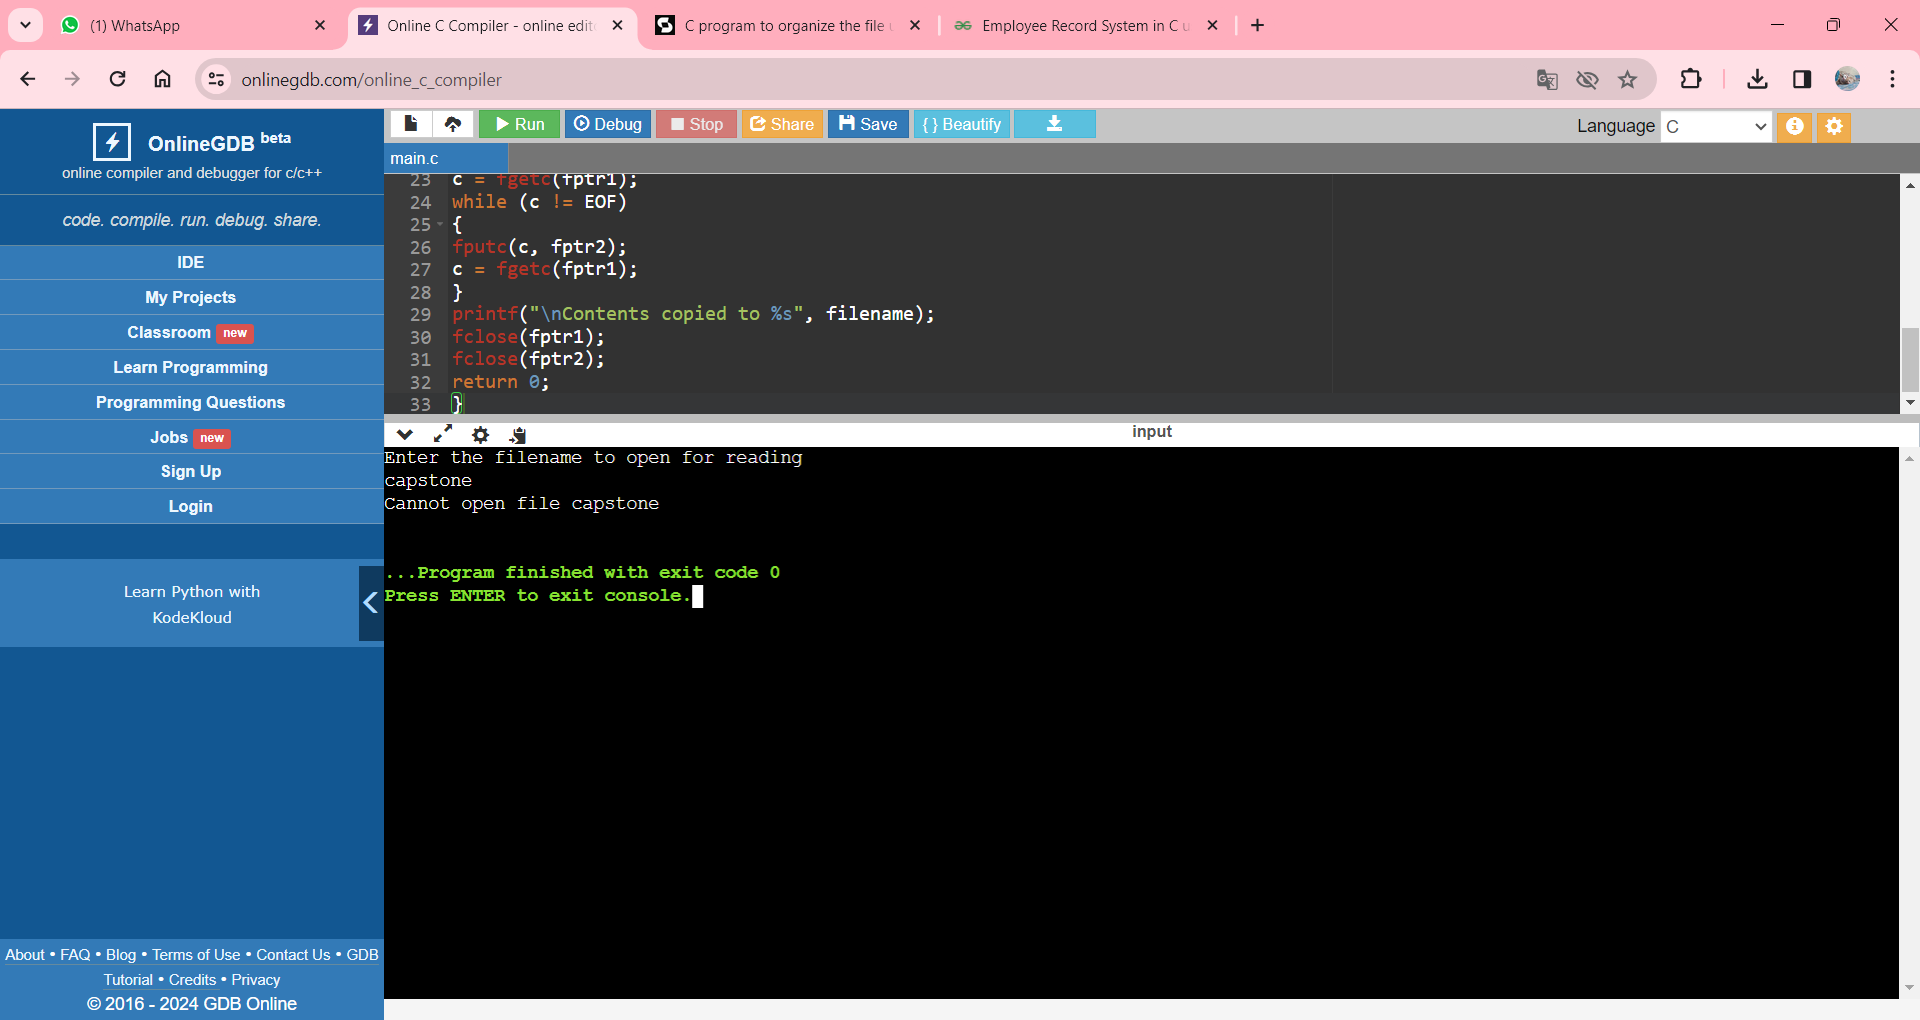 (1) WhatsApp
Online C Compiler - online edit
C program to organize the file
Employee Record System in C u
onlinegdb.com/online_c_compiler
OnlineGDB beta
online compiler and debugger for c/c++
code. compile. run. debug. share.
IDE
My Projects
Classroom new
Learn Programming
Programming Questions
Jobs new
Sign Up
Login
Learn Python with
KodeKloud
About • FAQ • Blog • Terms of Use • Contact Us • GDB
Tutorial • Credits • Privacy
© 2016 - 2024 GDB Online
Run Debug Stop Share Save { } Beautify
Language C
main.c
23 c = fgetc(fptr1);
24 while (c != EOF)
25 {
26 fputc(c, fptr2);
27 c = fgetc(fptr1);
28 }
29 printf("\nContents copied to %s", filename);
30 fclose(fptr1);
31 fclose(fptr2);
32 return 0;
33 }
input
Enter the filename to open for reading
capstone
Cannot open file capstone
...Program finished with exit code 0
Press ENTER to exit console.